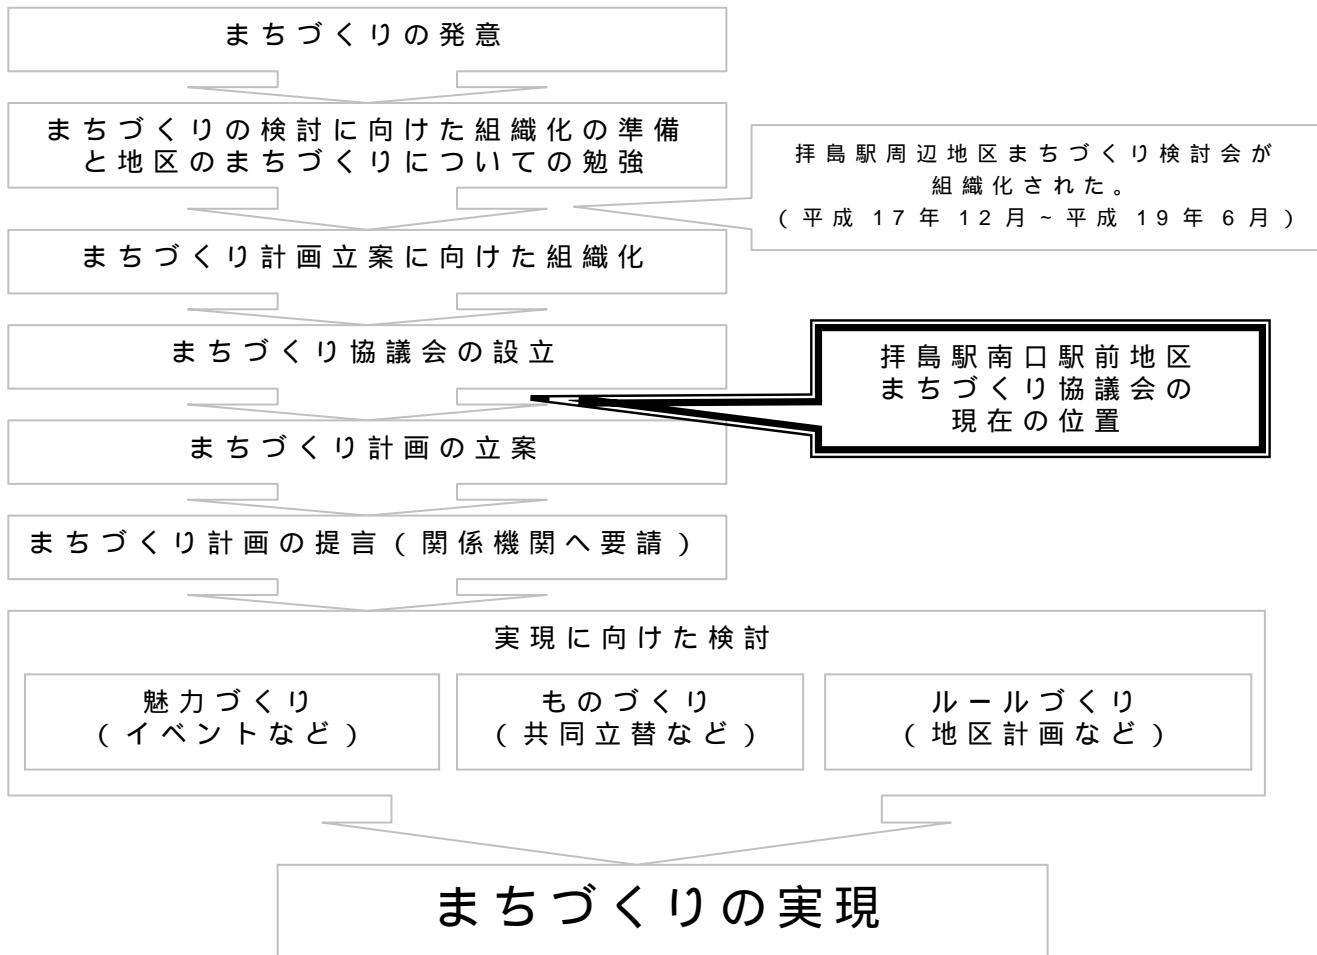 まちづくりの発意
まちづくりの検討に向けた組織化の準備
と地区のまちづくりについての勉強
拝島駅周辺地区まちづくり検討会が
組織化された。
(平成 17 年 12 月 ~ 平成 19 年 6 月)
まちづくり計画立案に向けた組織化
まちづくり協議会の設立
拝島駅南口駅前地区
まちづくり協議会の
現在の位置
まちづくり計画の立案
まちづくり計画の提言(関係機関へ要請)
実現に向けた検討
魅力づくり
(イベントなど)
ものづくり
(共同立替など)
ルールづくり
(地区計画など)
まちづくりの実現